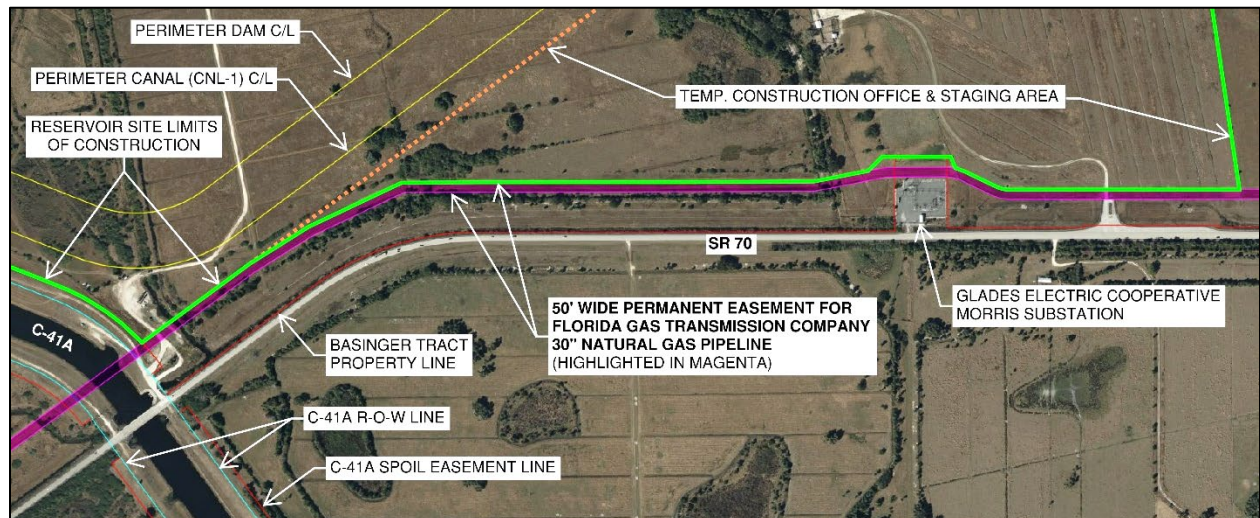 PERIMETER DAM C/L
PERIMETER CANAL (CNL-1) C/L
RESERVOIR SITE LIMITS
OF CONSTRUCTION
TEMP. CONSTRUCTION OFFICE & STAGING AREA
SR 70
C-41A
BASINGER TRACT
PROPERTY LINE
50' WIDE PERMANENT EASEMENT FOR
FLORIDA GAS TRANSMISSION COMPANY
30" NATURAL GAS PIPELINE
(HIGHLIGHTED IN MAGENTA)
GLADES ELECTRIC COOPERATIVE
MORRIS SUBSTATION
C-41A R-O-W LINE
C-41A SPOIL EASEMENT LINE